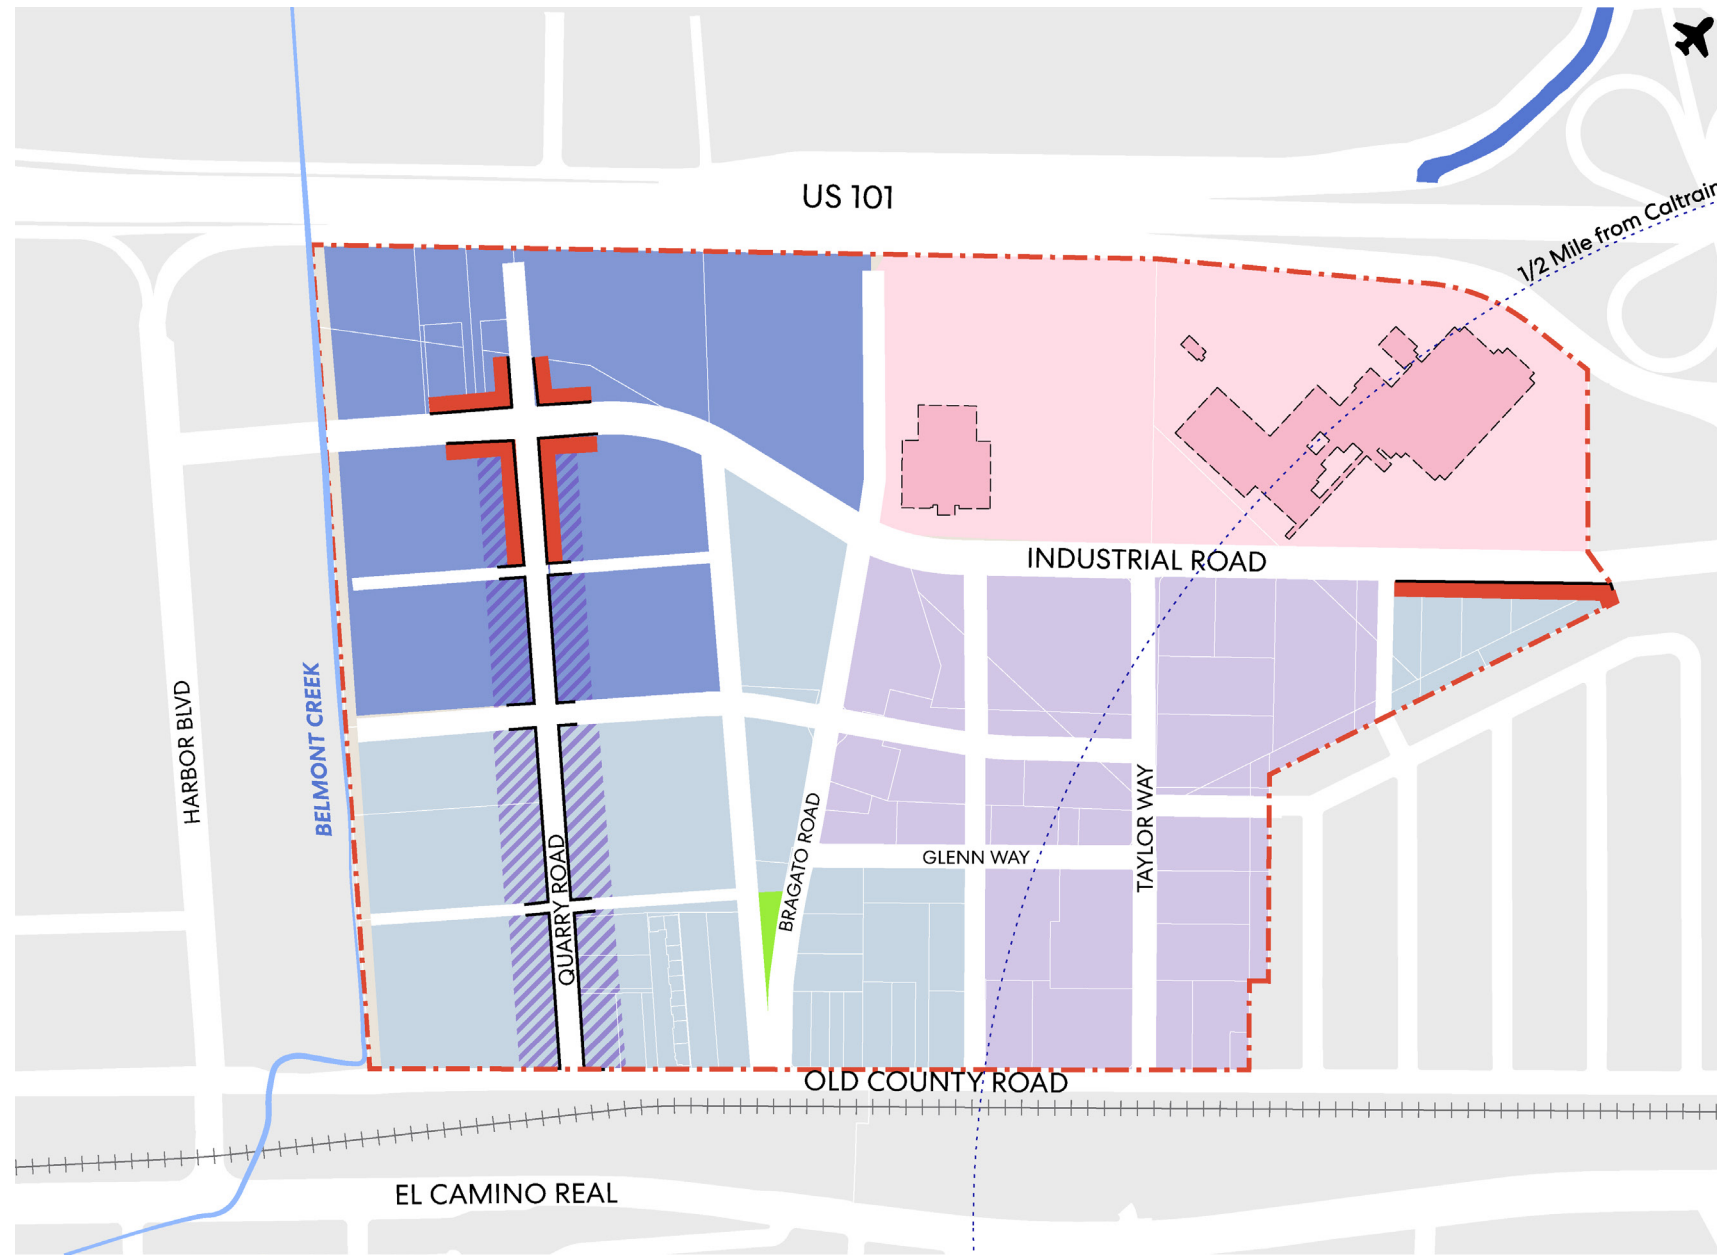 US 101
1/2 Mile from Caltrain
INDUSTRIAL ROAD
HARBOR BLVD
BELMONT CREEK
QUARRY ROAD
BRAGATO ROAD
GLENN WAY
TAYLOR WAY
OLD COUNTY ROAD
EL CAMINO REAL